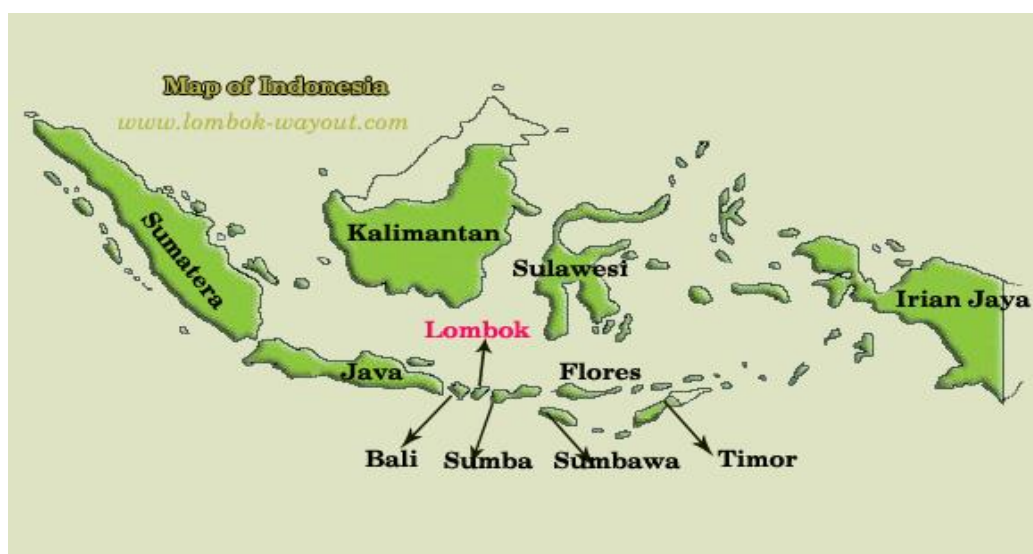 Map of Indonesia
www.lombok-wayout.com
Kalimantan
Sumatera
Sulawesi
Irian Jaya
Lombok
Java
Flores
Bali
Sumba
Sumbawa
Timor